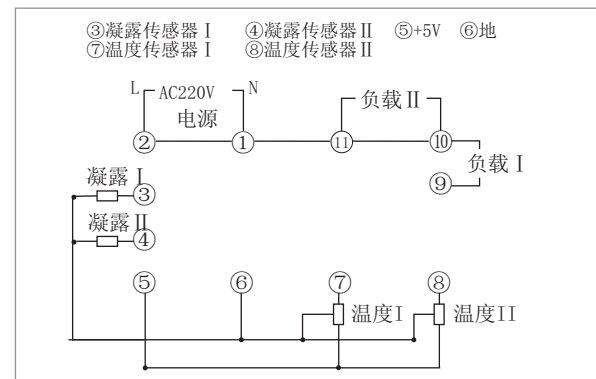 ③凝露传感器Ⅰ ④凝露传感器Ⅱ ⑤+5V ⑥地
⑦温度传感器Ⅰ ⑧温度传感器Ⅱ
L AC220V N
电源
负载Ⅱ
② ① ⑪ ⑩
负载Ⅰ
⑨
凝露Ⅰ ③
凝露Ⅱ ④
⑤ ⑥ ⑦ ⑧
温度I 温度II